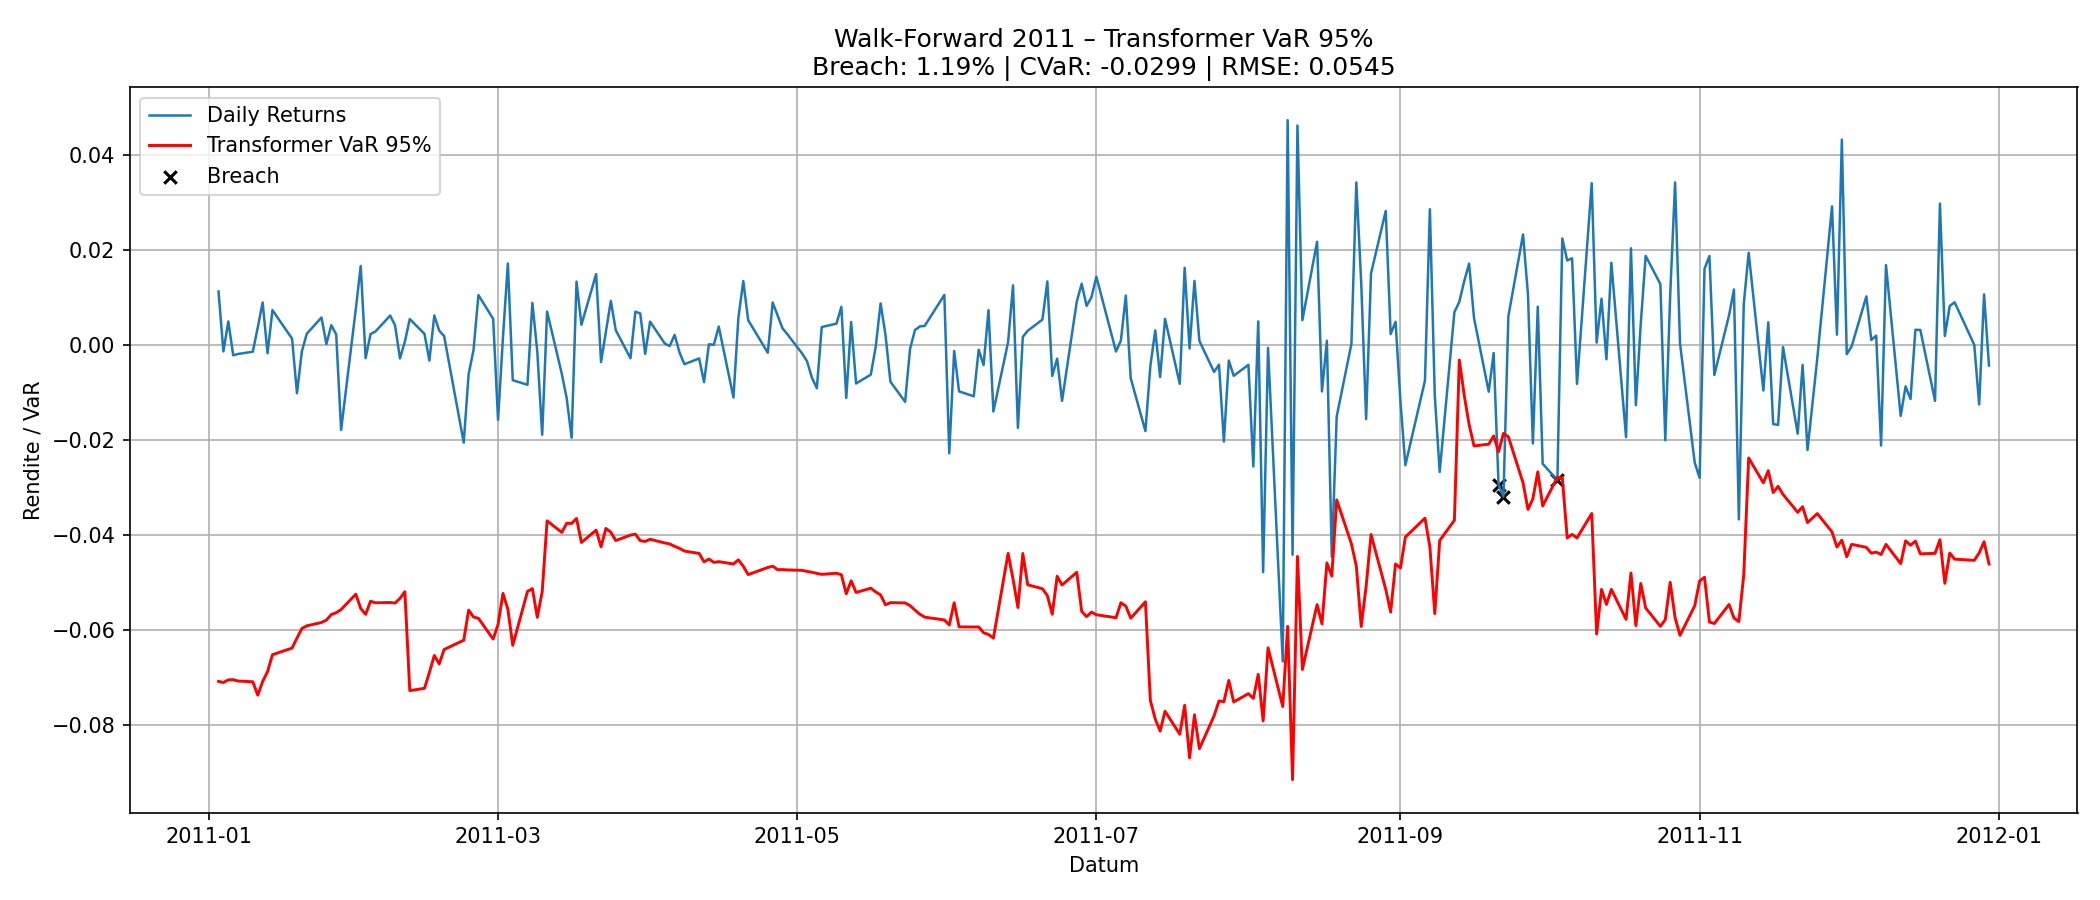 Walk-Forward 2011 – Transformer VaR 95%
Breach: 1.19% | CVaR: -0.0299 | RMSE: 0.0545
Daily Returns
Transformer VaR 95%
Breach
Rendite / VaR
0.04
0.02
0.00
−0.02
−0.04
−0.06
−0.08
2011-01
2011-03
2011-05
2011-07
2011-09
2011-11
2012-01
Datum